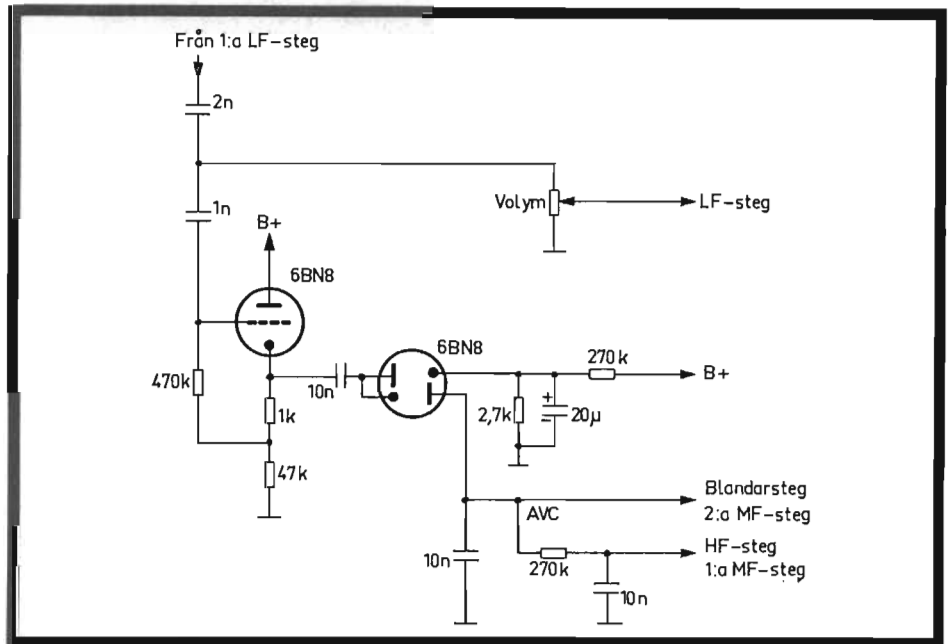 Från 1:a LF-steg
2n
1n
Volym
LF-steg
B+
6BN8
6BN8
270k
B+
470k
10n
1k
2,7k
+
20µ
47k
Blandarsteg
2:a MF-steg
AVC
10n
270k
HF-steg
1:a MF-steg
10n